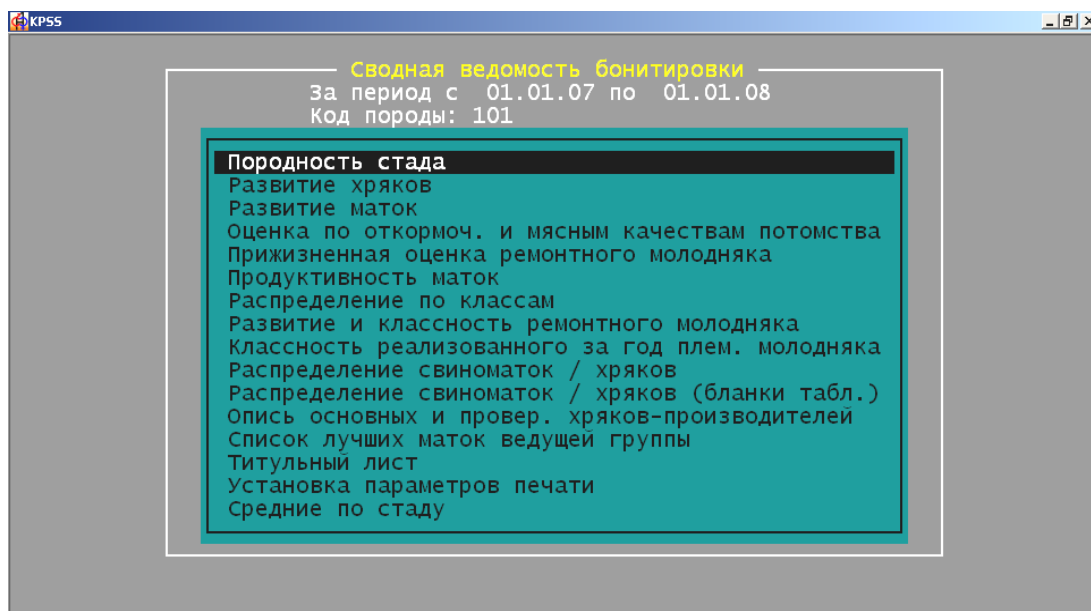 KPSS
Сводная ведомость бонитировки
За период с 01.01.07 по 01.01.08
Код породы: 101
Породность стада
Развитие хряков
Развитие маток
Оценка по откормоч. и мясным качествам потомства
Прижизненная оценка ремонтного молодняка
Продуктивность маток
Распределение по классам
Развитие и классность ремонтного молодняка
Классность реализованного за год плем. молодняка
Распределение свиноматок / хряков
Распределение свиноматок / хряков (бланки табл.)
Опись основных и провер. хряков-производителей
Список лучших маток ведущей группы
Титульный лист
Установка параметров печати
Средние по стаду